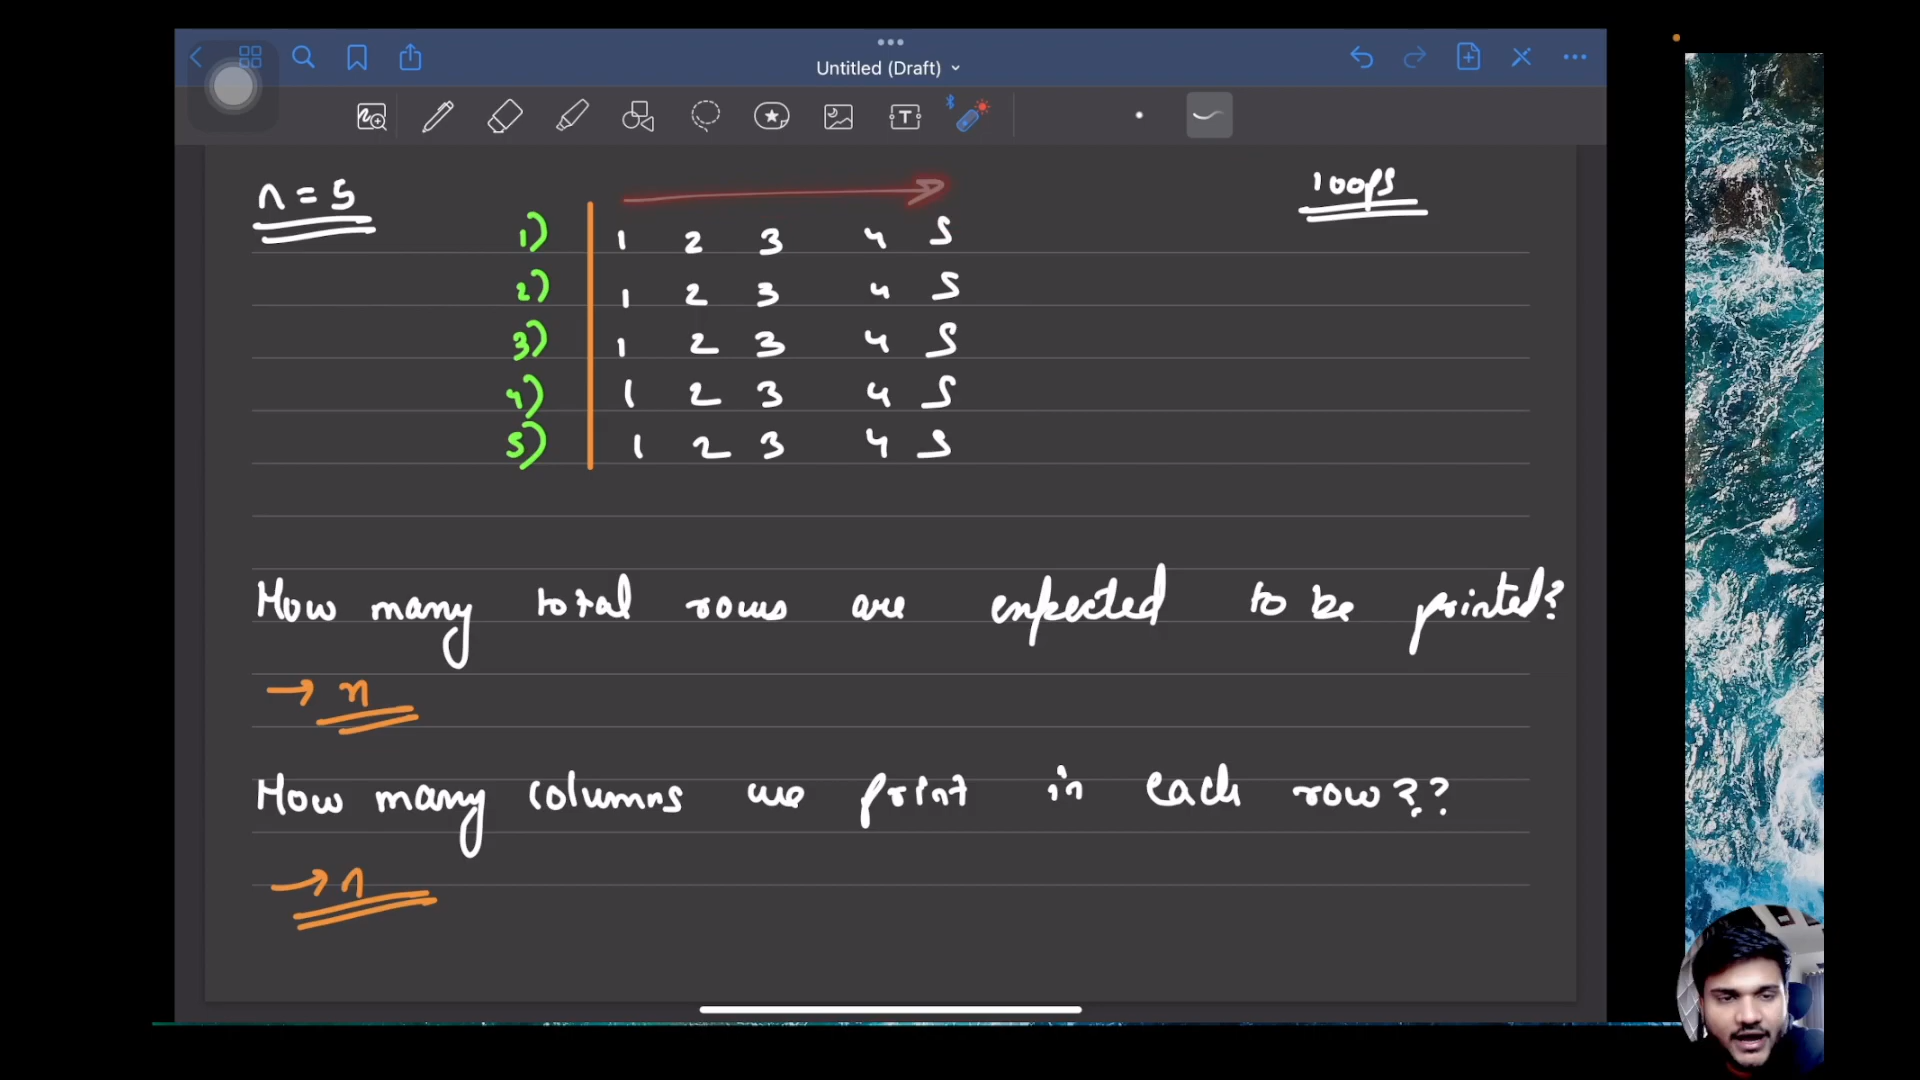 Untitled (Draft)
n = 5
loops
1) 1 2 3 4 5
2) 1 2 3 4 5
3) 1 2 3 4 5
4) 1 2 3 4 5
5) 1 2 3 4 5
How many total rows are expected to be printed?
→ n
How many columns are print in each row??
→ n